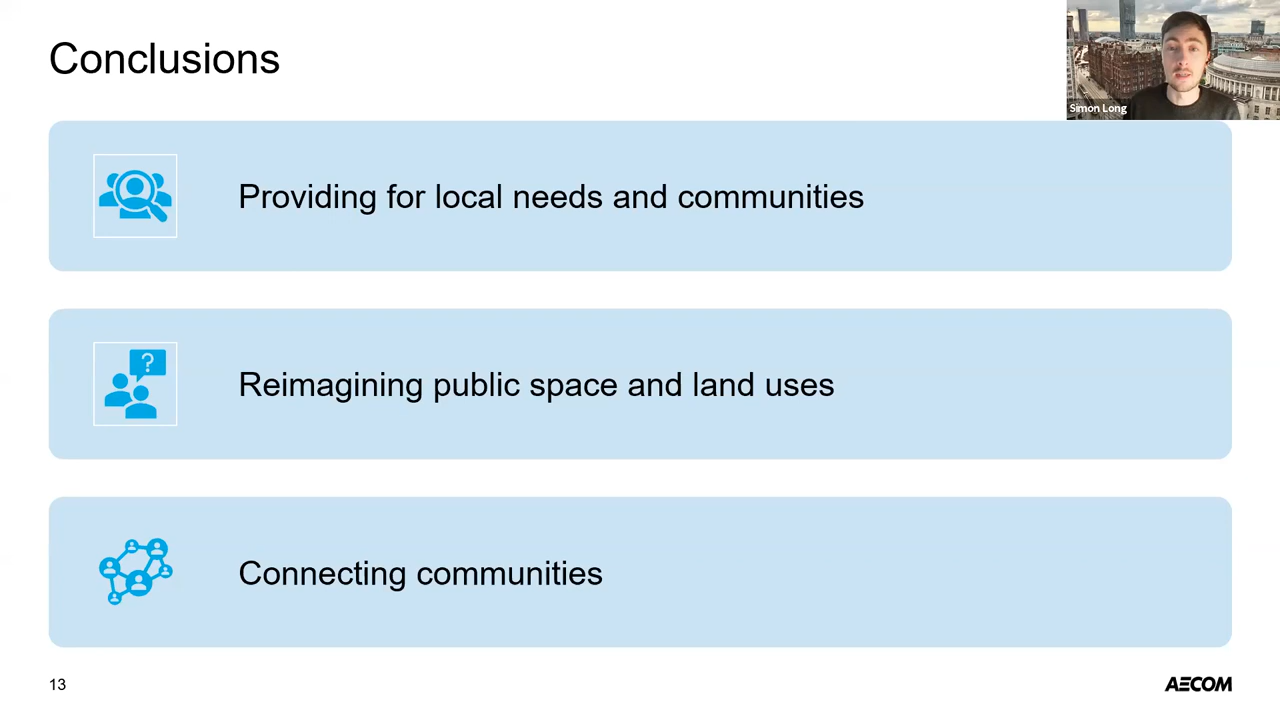 Conclusions
Simon Long
Providing for local needs and communities
?
Reimagining public space and land uses
Connecting communities
13
AECOM